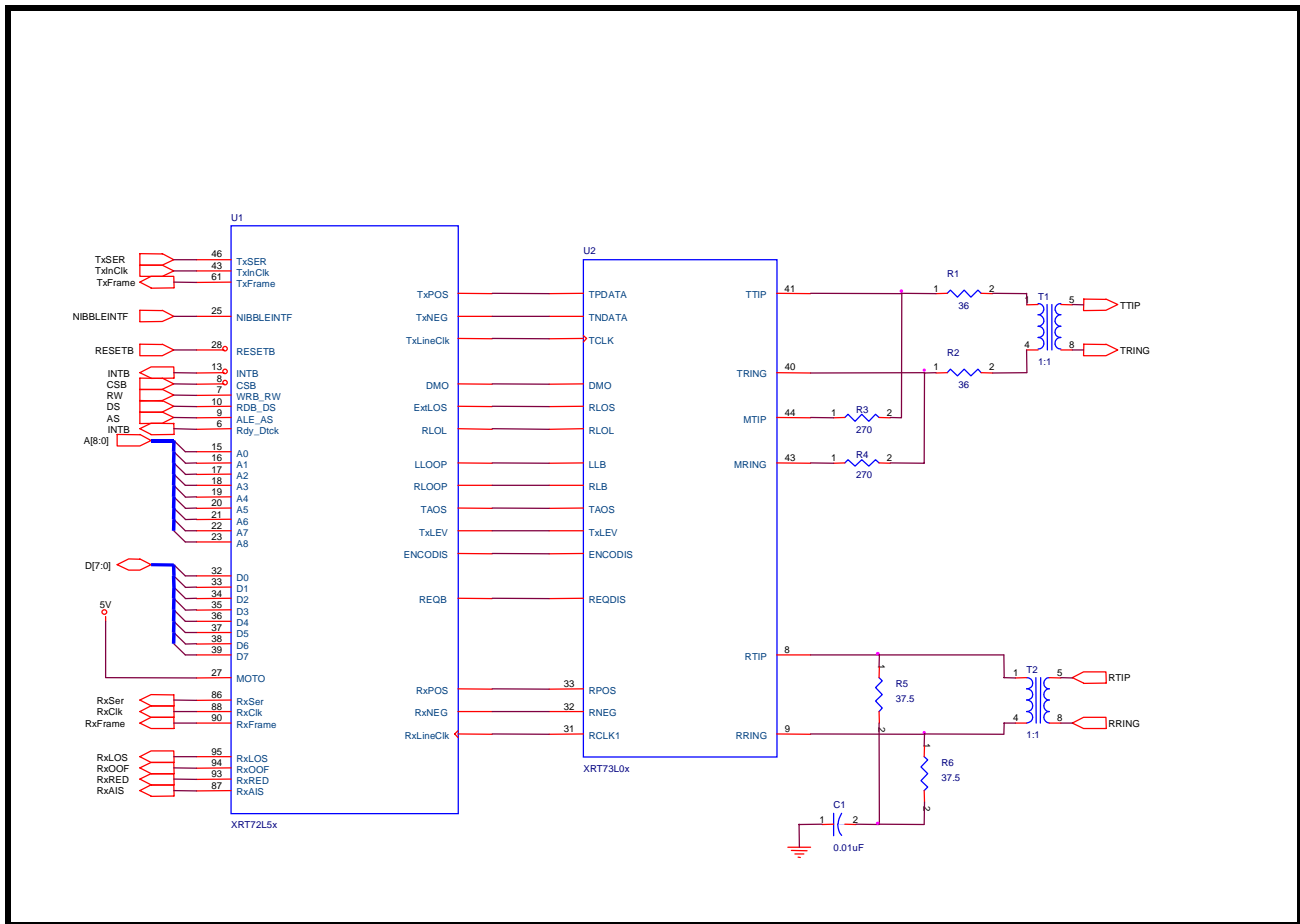 U1
TxSER 46 TxSER
TxInClk 43 TxInClk
TxFrame 61 TxFrame
NIBBLEINTF 25 NIBBLEINTF
RESETB 28 RESETB
INTB 13 INTB
CSB 8 CSB
RW 7 WRB_RW
DS 10 RDB_DS
AS 9 ALE_AS
INTB 6 Rdy_Dtck
A[8:0]
15 A0
16 A1
17 A2
18 A3
19 A4
20 A5
21 A6
22 A7
23 A8
D[7:0]
32 D0
33 D1
34 D2
35 D3
36 D4
37 D5
38 D6
39 D7
5V
27 MOTO
RxSer 86 RxSer
RxClk 88 RxClk
RxFrame 90 RxFrame
RxLOS 95 RxLOS
RxOOF 94 RxOOF
RxRED 93 RxRED
RxAIS 87 RxAIS
XRT72L5x
U2
TxPOS TPDATA
TxNEG TNDATA
TxLineClk TCLK
DMO DMO
ExtLOS RLOS
RLOL RLOL
LLOOP LLB
RLOOP RLB
TAOS TAOS
TxLEV TxLEV
ENCODIS ENCODIS
REQB REQDIS
RxPOS 33 RPOS
RxNEG 32 RNEG
RxLineClk 31 RCLK1
XRT73L0x
TTIP 41
TRING 40
MTIP 44
MRING 43
RTIP 8
RRING 9
R1
1 2
36
R2
1 2
36
R3
1 2
270
R4
1 2
270
T1
1 5
4 8
1:1
TTIP
TRING
R5
1 2
37.5
R6
1 2
37.5
T2
1 5
4 8
1:1
RTIP
RRING
C1
1 2
0.01uF